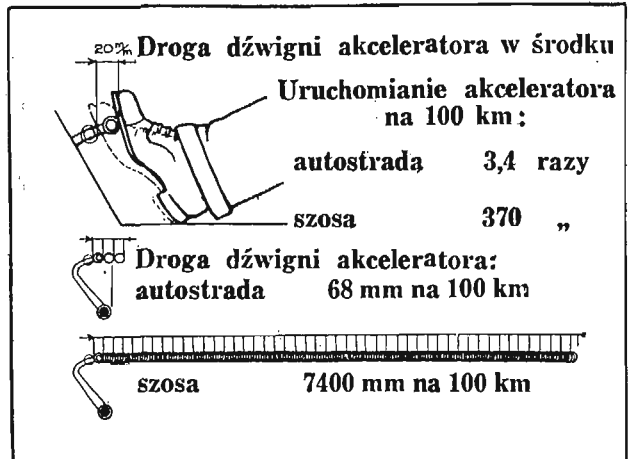 20 m/m Droga dźwigni akceleratora w środku
Uruchomianie akceleratora
na 100 km:
autostradą 3,4 razy
szosa 370 „
Droga dźwigni akceleratora:
autostrada 68 mm na 100 km
szosa 7400 mm na 100 km